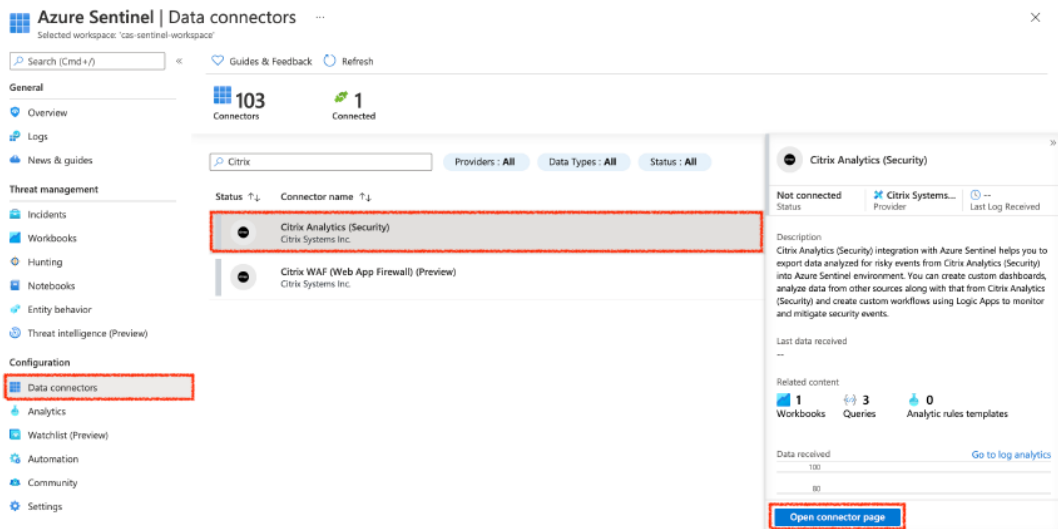 Azure Sentinel | Data connectors ...
Selected workspace: 'cas-sentinel-workspace'
Search (Cmd+/)
General
Overview
Logs
News & guides
Threat management
Incidents
Workbooks
Hunting
Notebooks
Entity behavior
Threat intelligence (Preview)
Configuration
Data connectors
Analytics
Watchlist (Preview)
Automation
Community
Settings
Guides & Feedback Refresh
103 Connectors
1 Connected
Citrix
Providers : All Data Types : All Status : All
Status ↑↓ Connector name ↑↓
Citrix Analytics (Security)
Citrix Systems Inc.
Citrix WAF (Web App Firewall) (Preview)
Citrix Systems Inc.
Citrix Analytics (Security)
Not connected Citrix Systems... --
Status Provider Last Log Received
Description
Citrix Analytics (Security) integration with Azure Sentinel helps you to
export data analyzed for risky events from Citrix Analytics (Security)
into Azure Sentinel environment. You can create custom dashboards,
analyze data from other sources along with that from Citrix Analytics
(Security) and create custom workflows using Logic Apps to monitor
and mitigate security events.
Last data received
--
Related content
1 3 0
Workbooks Queries Analytic rules templates
Data received Go to log analytics
100
80
Open connector page